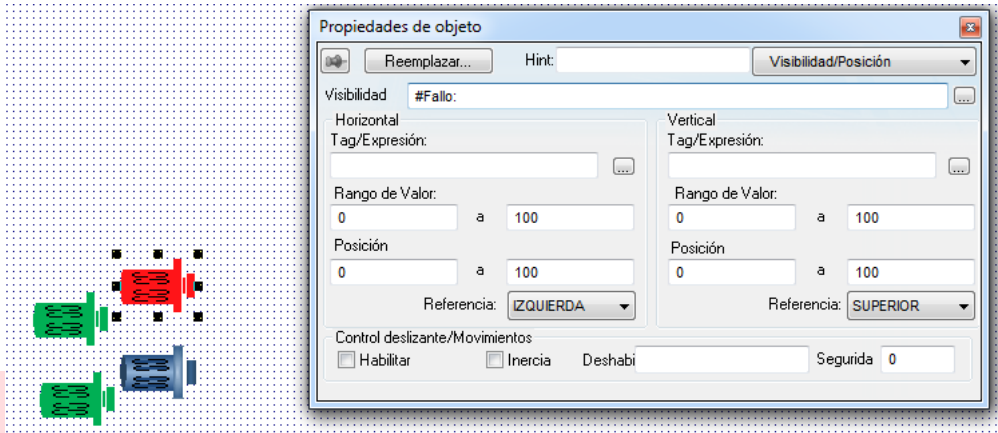 Propiedades de objeto
Reemplazar... Hint: Visibilidad/Posición
Visibilidad #Fallo: ...
Horizontal Vertical
Tag/Expresión: Tag/Expresión:
... ...
Rango de Valor: Rango de Valor:
0 a 100 0 a 100
Posición Posición
0 a 100 0 a 100
Referencia: IZQUIERDA Referencia: SUPERIOR
Control deslizante/Movimientos
Habilitar Inercia Deshabi Segurida 0